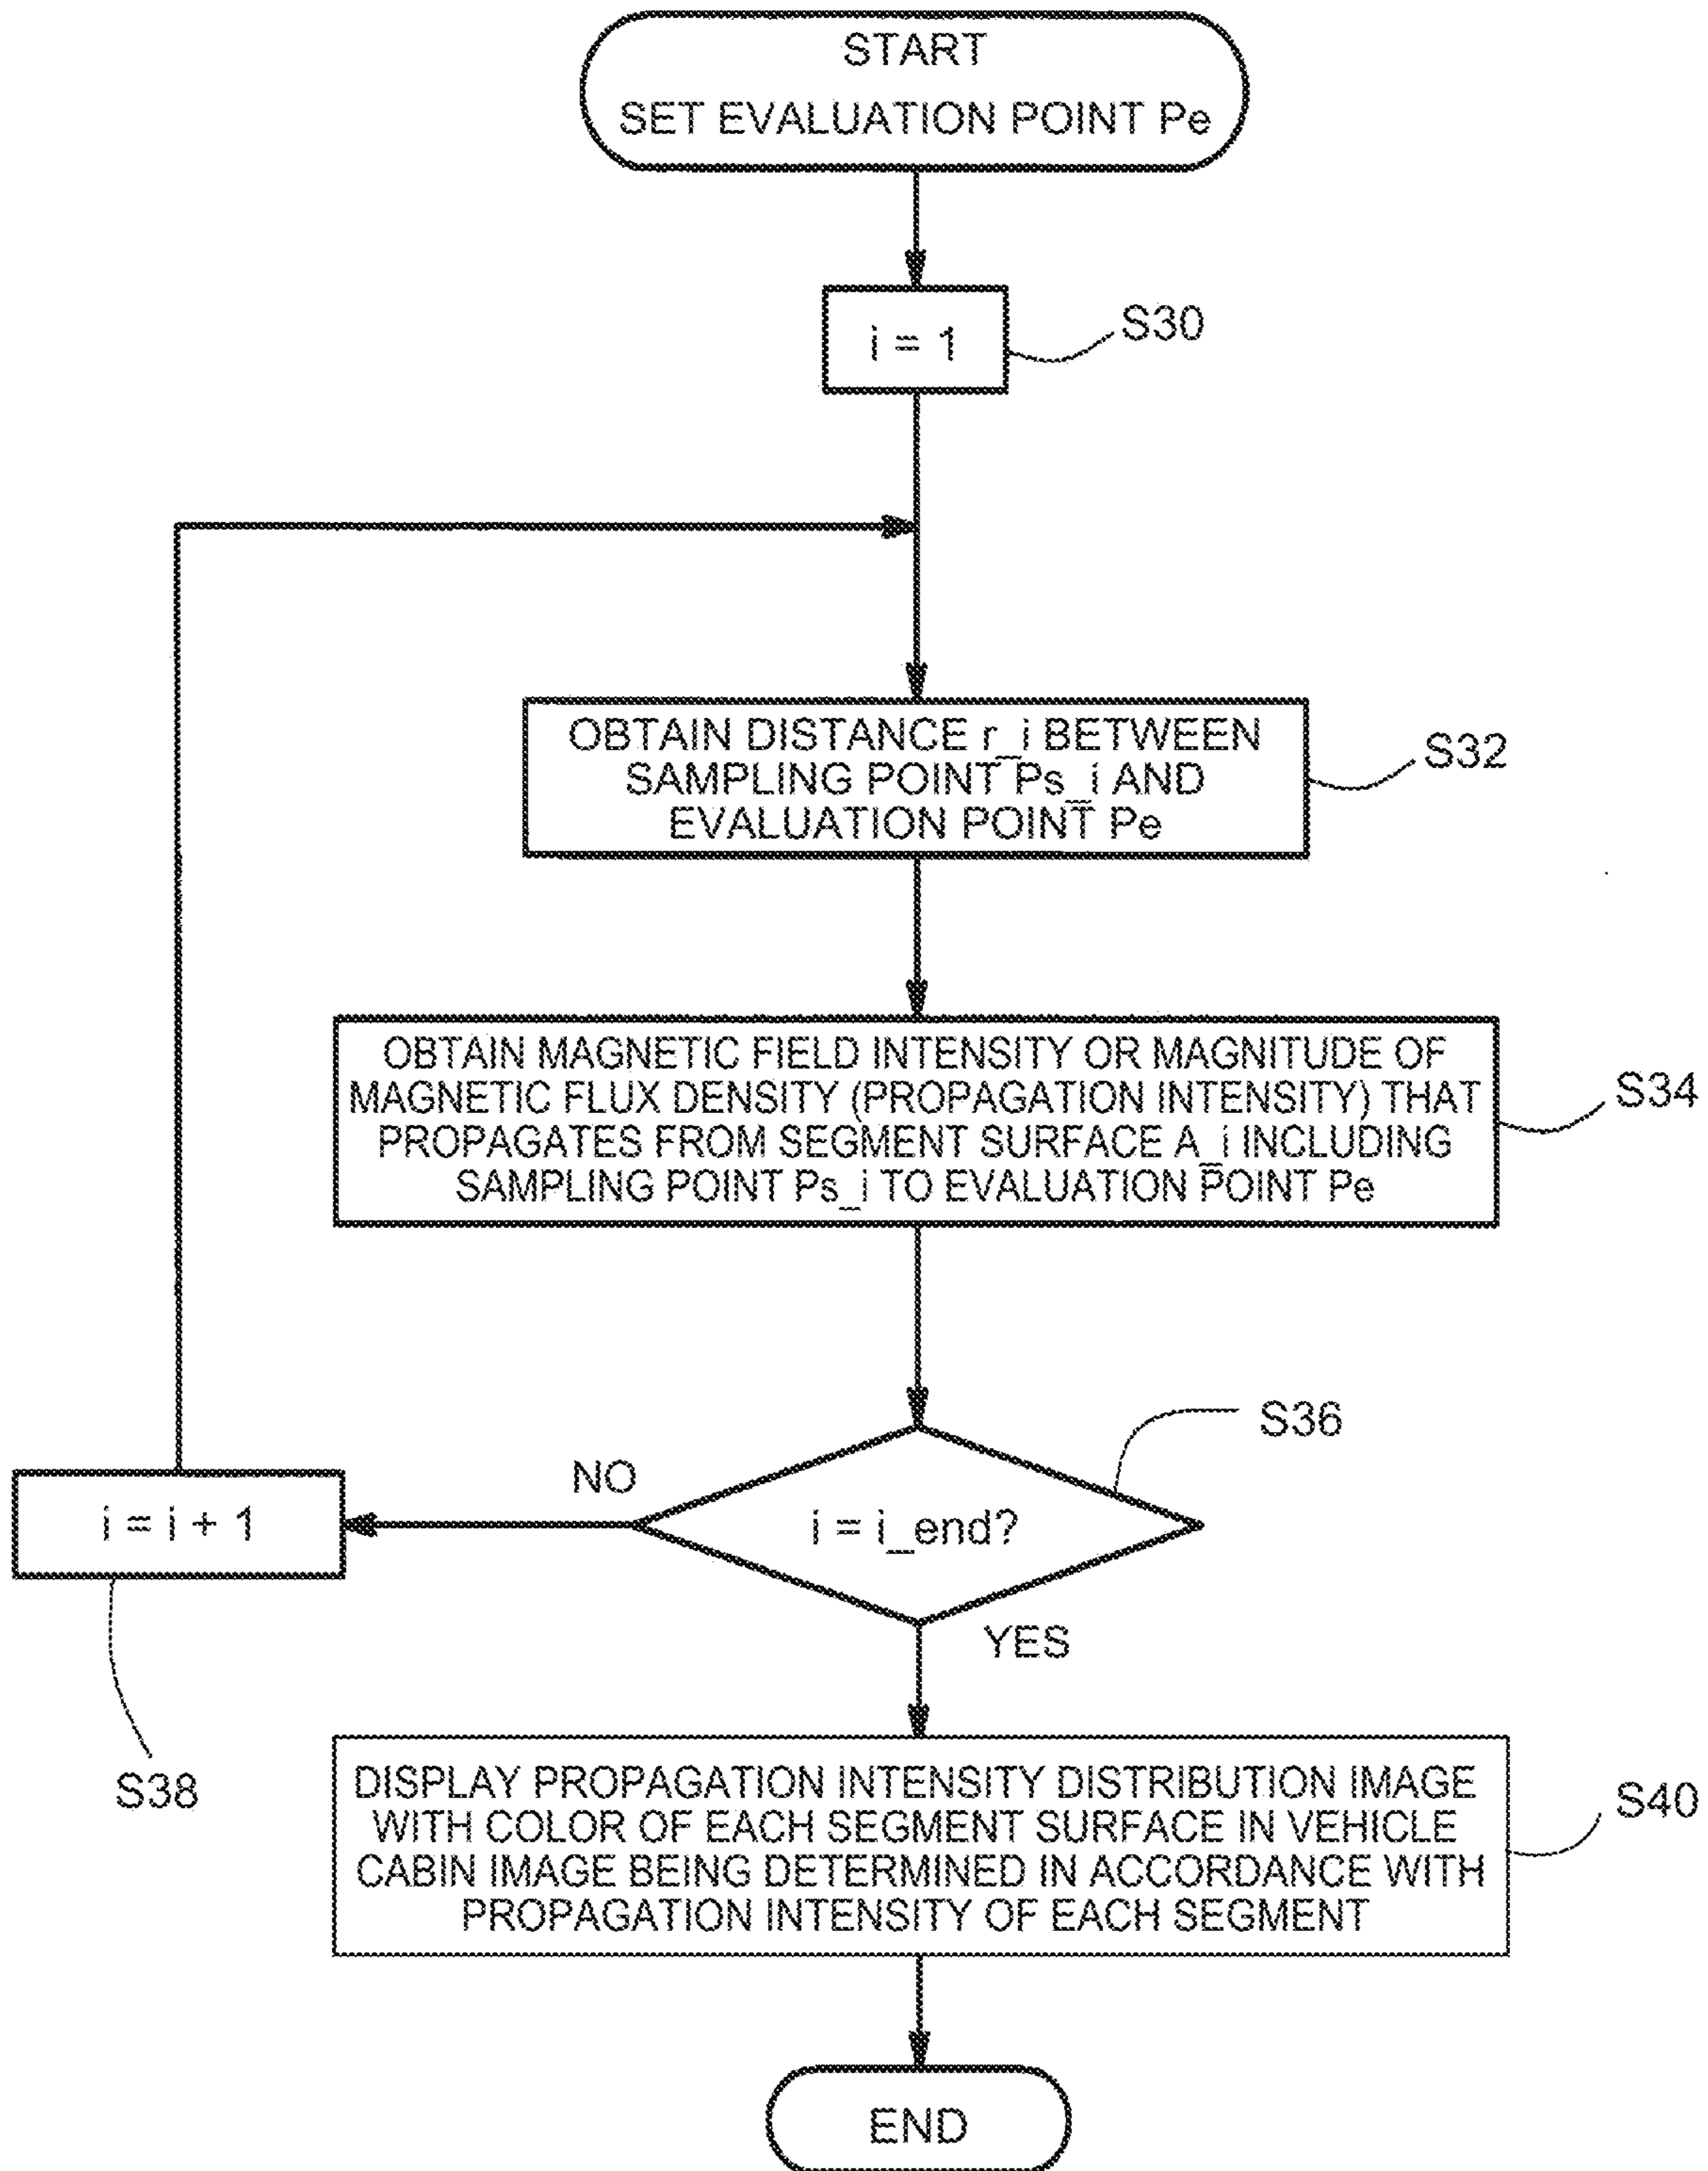 START
SET EVALUATION POINT Pe
i = 1
S30
OBTAIN DISTANCE r_i BETWEEN
SAMPLING POINT Ps_i AND
EVALUATION POINT Pe
S32
OBTAIN MAGNETIC FIELD INTENSITY OR MAGNITUDE OF
MAGNETIC FLUX DENSITY (PROPAGATION INTENSITY) THAT
PROPAGATES FROM SEGMENT SURFACE A_i INCLUDING
SAMPLING POINT Ps_i TO EVALUATION POINT Pe
S34
S36
NO
i = i_end?
i = i + 1
YES
S38
DISPLAY PROPAGATION INTENSITY DISTRIBUTION IMAGE
WITH COLOR OF EACH SEGMENT SURFACE IN VEHICLE
CABIN IMAGE BEING DETERMINED IN ACCORDANCE WITH
PROPAGATION INTENSITY OF EACH SEGMENT
S40
END